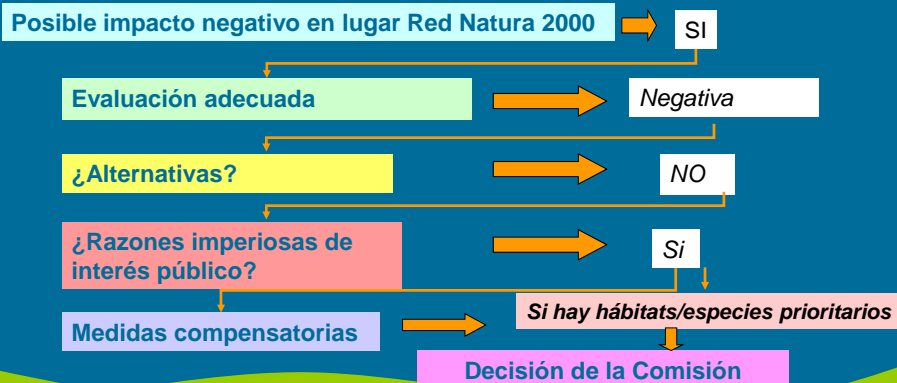 Posible impacto negativo en lugar Red Natura 2000
SI
Evaluación adecuada
Negativa
¿Alternativas?
NO
¿Razones imperiosas de
interés público?
Si
Si hay hábitats/especies prioritarios
Medidas compensatorias
Decisión de la Comisión